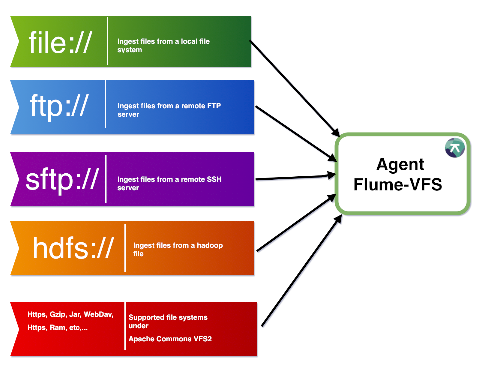 file://
Ingest files from a local file
system
ftp://
Ingest files from a remote FTP
server
sftp://
Ingest files from a remote SSH
server
hdfs://
Ingest files from a hadoop
file
Https, Gzip, Jar, WebDav,
Https, Ram, etc,...
Supported file systems
under
Apache Commons VFS2
Agent
Flume-VFS